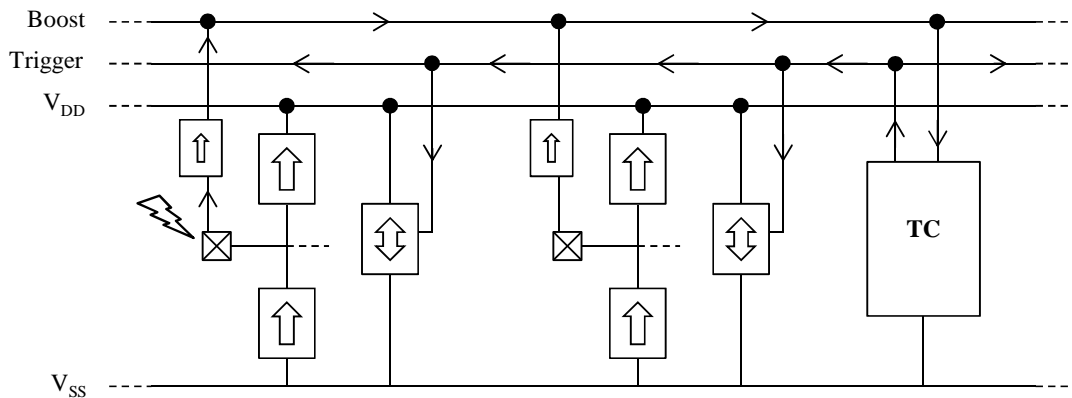 Boost
Trigger
V_DD
TC
V_SS